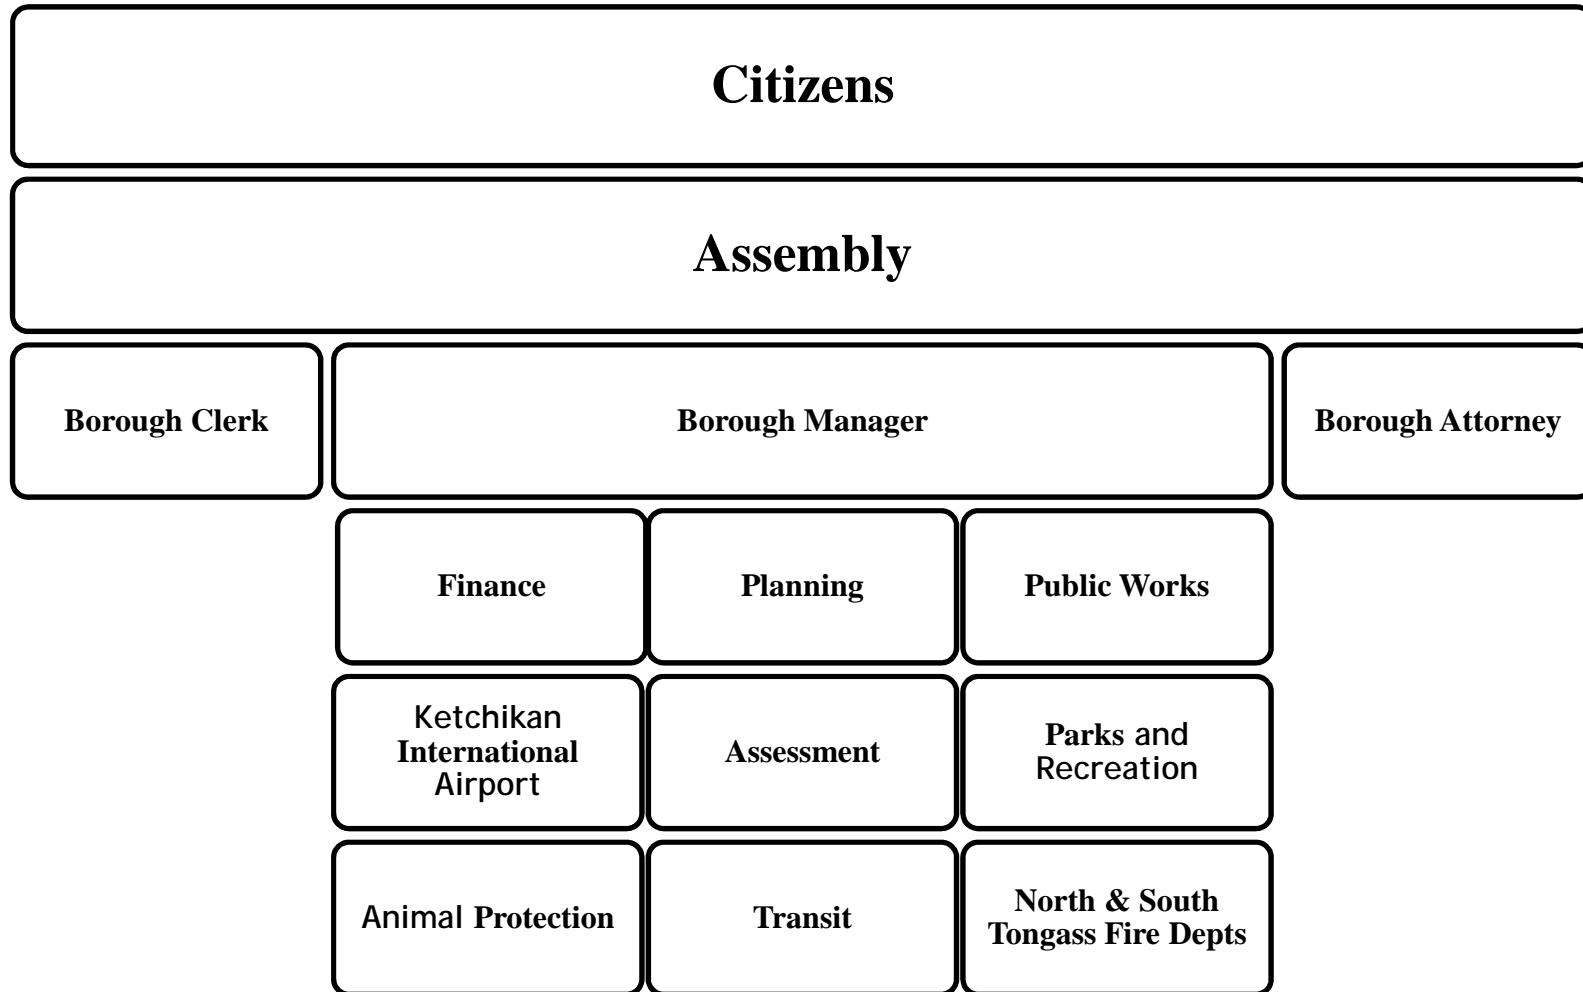 Citizens
Assembly
Borough Clerk
Borough Manager
Borough Attorney
Finance
Planning
Public Works
Ketchikan
International
Airport
Assessment
Parks and
Recreation
Animal Protection
Transit
North & South
Tongass Fire Depts